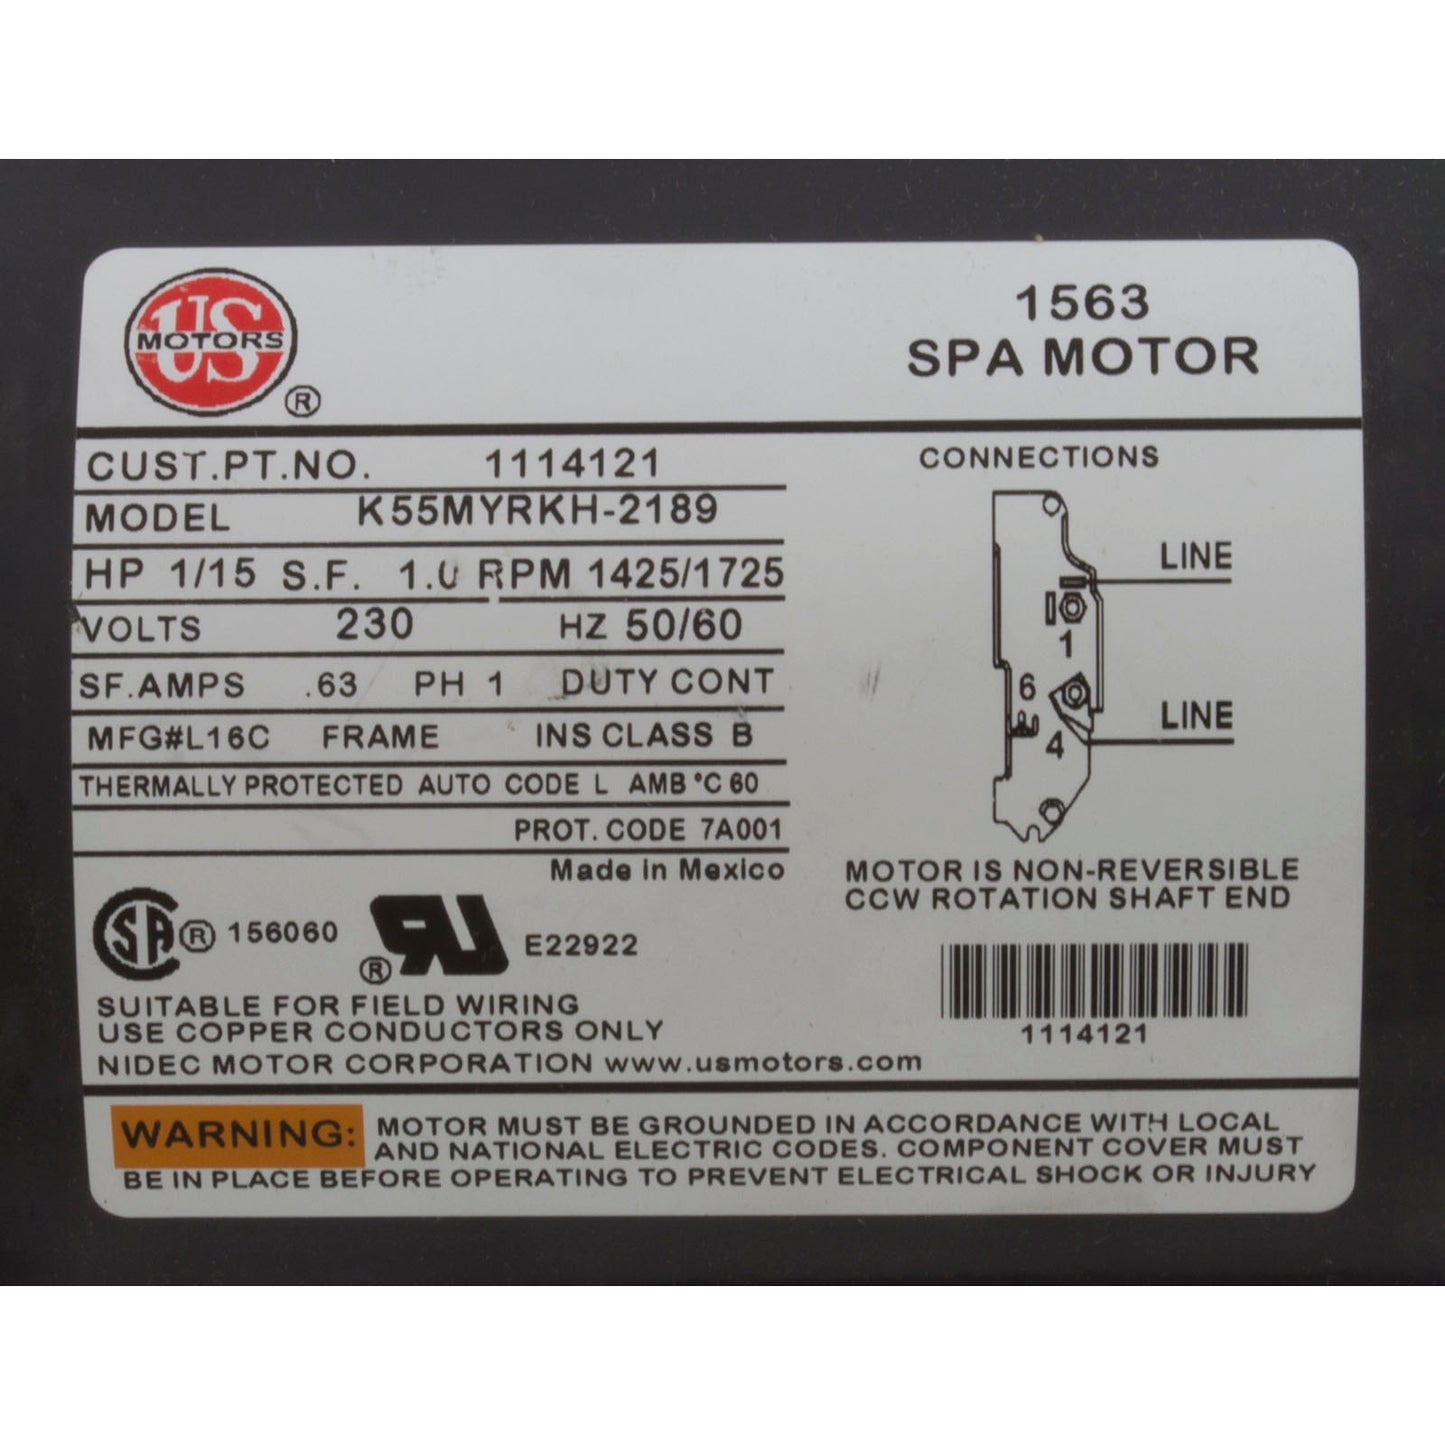 US
MOTORS
®
1563
SPA MOTOR
CUST.PT.NO. 1114121
MODEL K55MYRKH-2189
HP 1/15 S.F. 1.0 RPM 1425/1725
VOLTS 230 HZ 50/60
SF.AMPS .63 PH 1 DUTY CONT
MFG#L16C FRAME INS CLASS B
THERMALLY PROTECTED AUTO CODE L AMB °C 60
PROT. CODE 7A001
Made in Mexico
CONNECTIONS
LINE
1
6
LINE
4
MOTOR IS NON-REVERSIBLE
CCW ROTATION SHAFT END
1114121
SA ® 156060 ® RU E22922
SUITABLE FOR FIELD WIRING
USE COPPER CONDUCTORS ONLY
NIDEC MOTOR CORPORATION www.usmotors.com
WARNING: MOTOR MUST BE GROUNDED IN ACCORDANCE WITH LOCAL
AND NATIONAL ELECTRIC CODES. COMPONENT COVER MUST
BE IN PLACE BEFORE OPERATING TO PREVENT ELECTRICAL SHOCK OR INJURY